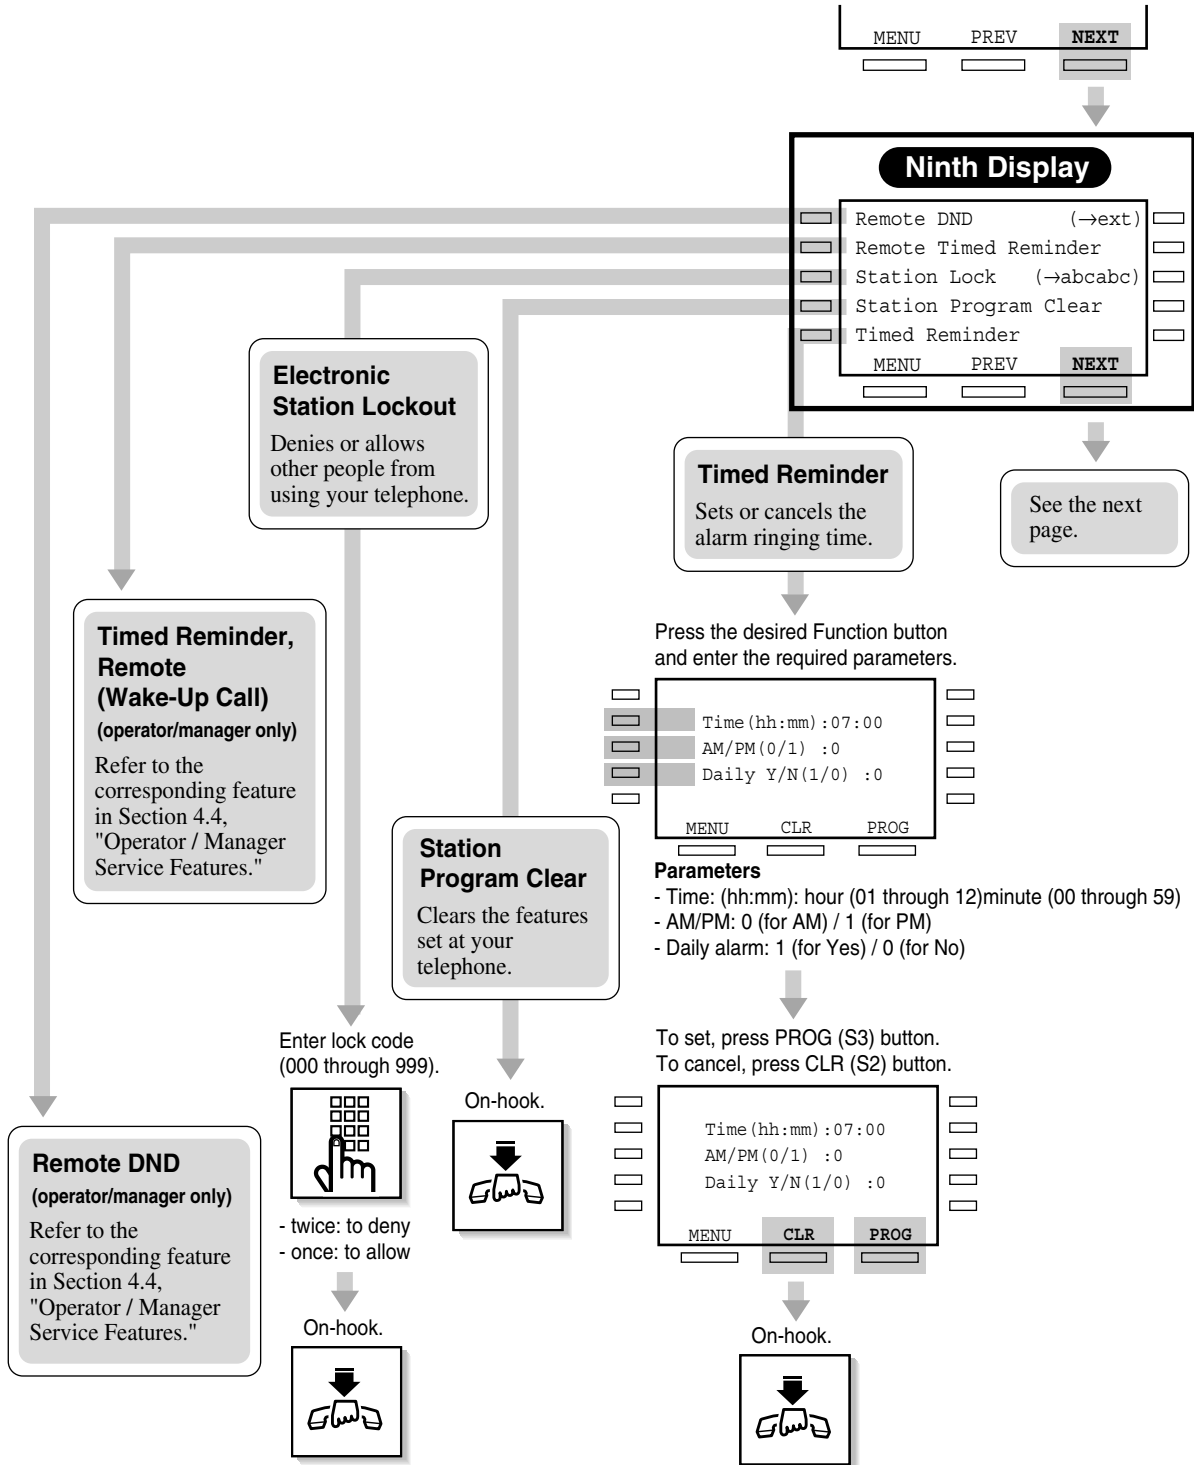 MENU PREV NEXT
Ninth Display
Remote DND (→ext)
Remote Timed Reminder
Station Lock (→abcabc)
Station Program Clear
Timed Reminder
MENU PREV NEXT
Electronic
Station Lockout
Denies or allows
other people from
using your telephone.
Timed Reminder
Sets or cancels the
alarm ringing time.
See the next
page.
Timed Reminder,
Remote
(Wake-Up Call)
(operator/manager only)
Refer to the
corresponding feature
in Section 4.4,
"Operator / Manager
Service Features."
Press the desired Function button
and enter the required parameters.
Time(hh:mm):07:00
AM/PM(0/1) :0
Daily Y/N(1/0) :0
MENU CLR PROG
Station
Program Clear
Clears the features
set at your
telephone.
Parameters
- Time: (hh:mm): hour (01 through 12)minute (00 through 59)
- AM/PM: 0 (for AM) / 1 (for PM)
- Daily alarm: 1 (for Yes) / 0 (for No)
Enter lock code
(000 through 999).
- twice: to deny
- once: to allow
On-hook.
On-hook.
To set, press PROG (S3) button.
To cancel, press CLR (S2) button.
Time(hh:mm):07:00
AM/PM(0/1) :0
Daily Y/N(1/0) :0
MENU CLR PROG
On-hook.
Remote DND
(operator/manager only)
Refer to the
corresponding feature
in Section 4.4,
"Operator / Manager
Service Features."